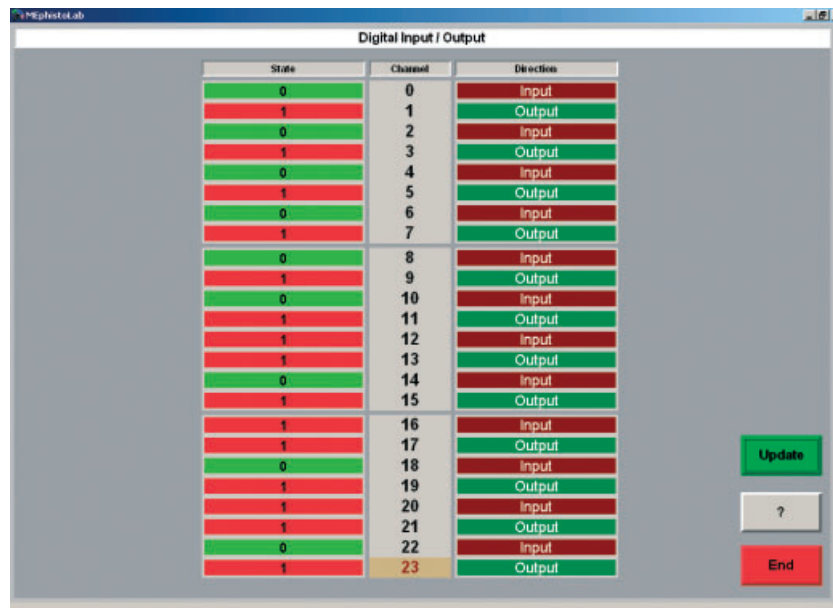 MEphistoLab
Digital Input / Output
State Channel Direction
0 0 Input
1 1 Output
0 2 Input
1 3 Output
0 4 Input
1 5 Output
0 6 Input
1 7 Output
0 8 Input
1 9 Output
0 10 Input
1 11 Output
1 12 Input
1 13 Output
0 14 Input
1 15 Output
1 16 Input
1 17 Output
0 18 Input
1 19 Output
1 20 Input
1 21 Output
0 22 Input
1 23 Output
Update
?
End